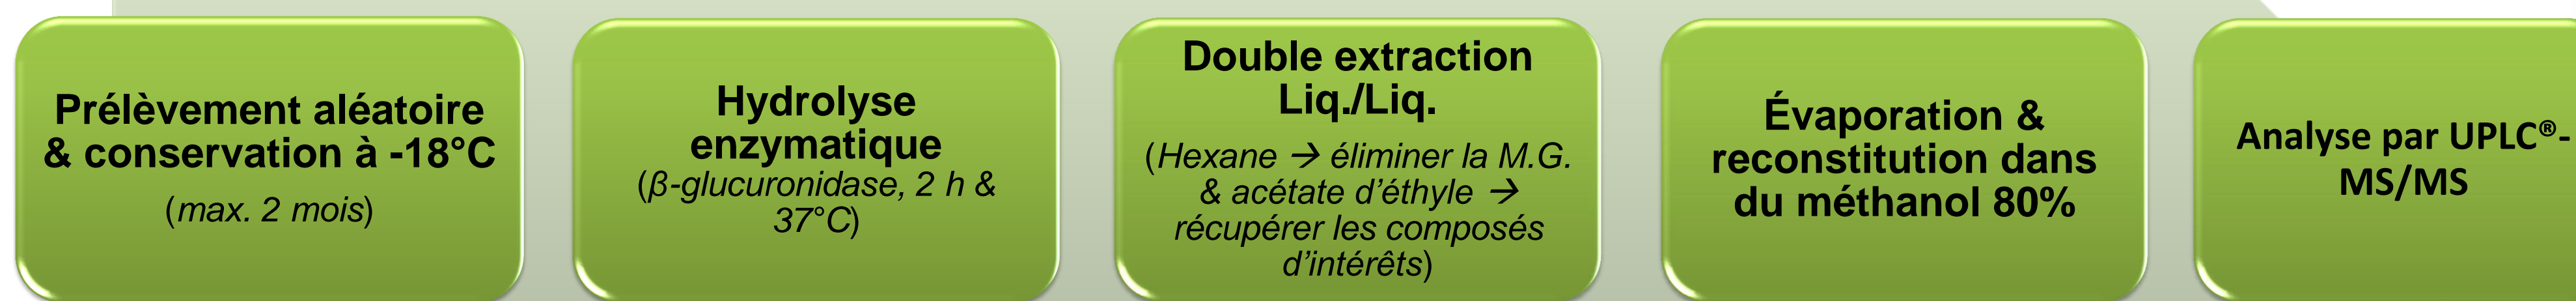 Prélèvement aléatoire
& conservation à -18°C
(max. 2 mois)
Hydrolyse
enzymatique
(β-glucuronidase, 2 h &
37°C)
Double extraction
Liq./Liq.
(Hexane → éliminer la M.G.
& acétate d’éthyle →
récupérer les composés
d’intérêts)
Évaporation &
reconstitution dans
du méthanol 80%
Analyse par UPLC®-
MS/MS